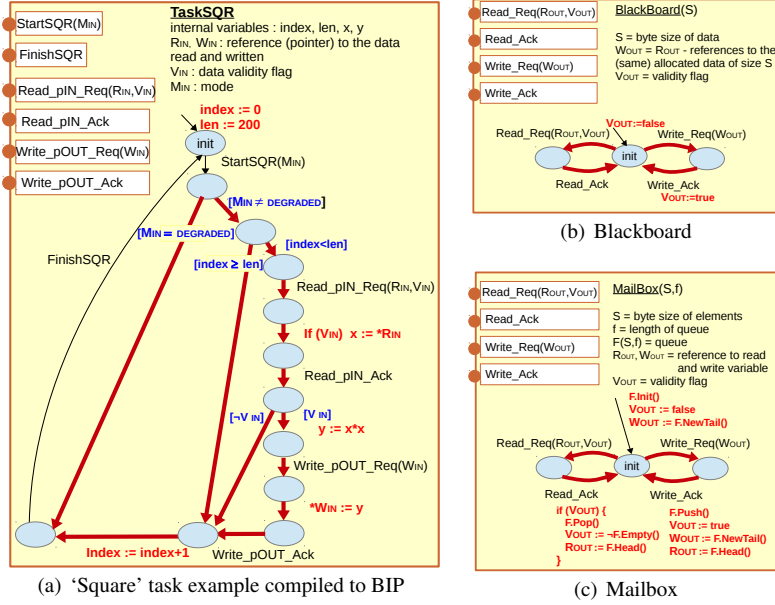 TaskSQR
internal variables : index, len, x, y
RIN, WIN : reference (pointer) to the data
read and written
VIN : data validity flag
MIN : mode
StartSQR(MIN)
FinishSQR
Read_pIN_Req(RIN,VIN)
Read_pIN_Ack
Write_pOUT_Req(WIN)
Write_pOUT_Ack
index := 0
len := 200
init
StartSQR(MIN)
[MIN ≠ DEGRADED]
[MIN = DEGRADED]
[index<len]
[index ≥ len]
FinishSQR
Read_pIN_Req(RIN,VIN)
If (VIN) x := *RIN
Read_pIN_Ack
[¬V IN]
[V IN]
y := x*x
Write_pOUT_Req(WIN)
*WIN := y
Index := index+1
Write_pOUT_Ack
(a) ‘Square’ task example compiled to BIP
Read_Req(ROUT,VOUT)
Read_Ack
Write_Req(WOUT)
Write_Ack
BlackBoard(S)
S = byte size of data
WOUT = ROUT - references to the
(same) allocated data of size S
VOUT = validity flag
VOUT:=false
Read_Req(ROUT,VOUT)
Write_Req(WOUT)
init
Read_Ack
Write_Ack
VOUT:=true
(b) Blackboard
Read_Req(ROUT,VOUT)
Read_Ack
Write_Req(WOUT)
Write_Ack
MailBox(S,f)
S = byte size of elements
f = length of queue
F(S,f) = queue
ROUT, WOUT = reference to read
and write variable
VOUT = validity flag
F.Init()
VOUT := false
WOUT := F.NewTail()
Read_Req(ROUT,VOUT)
Write_Req(WOUT)
init
Read_Ack
Write_Ack
if (VOUT) {
F.Pop()
VOUT := ¬F.Empty()
ROUT := F.Head()
}
F.Push()
VOUT := true
WOUT := F.NewTail()
ROUT := F.Head()
(c) Mailbox